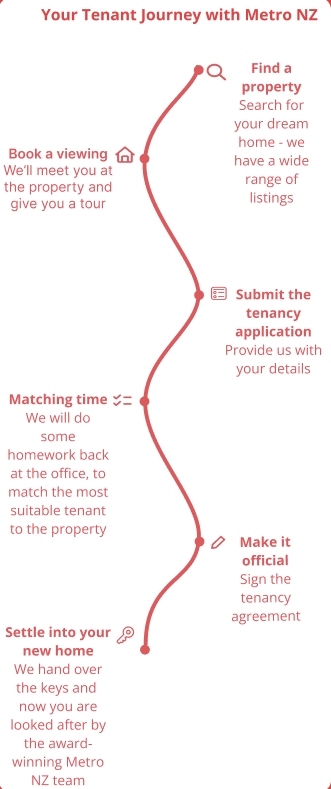 Your Tenant Journey with Metro NZ
Find a
property
Search for
your dream
home - we
have a wide
range of
listings
Book a viewing
We'll meet you at
the property and
give you a tour
Submit the
tenancy
application
Provide us with
your details
Matching time
We will do
some
homework back
at the office, to
match the most
suitable tenant
to the property
Make it
official
Sign the
tenancy
agreement
Settle into your
new home
We hand over
the keys and
now you are
looked after by
the award-
winning Metro
NZ team